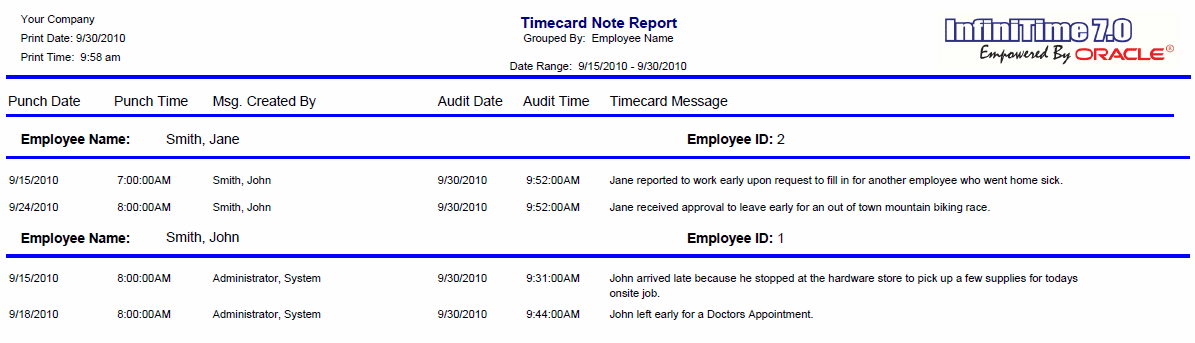 Your Company
Print Date: 9/30/2010
Print Time: 9:58 am
Timecard Note Report
Grouped By: Employee Name
Date Range: 9/15/2010 - 9/30/2010
InfiniTime 7.0
Empowered By ORACLE®
Punch Date Punch Time Msg. Created By Audit Date Audit Time Timecard Message
Employee Name: Smith, Jane Employee ID: 2
9/15/2010 7:00:00AM Smith, John 9/30/2010 9:52:00AM Jane reported to work early upon request to fill in for another employee who went home sick.
9/24/2010 8:00:00AM Smith, John 9/30/2010 9:52:00AM Jane received approval to leave early for an out of town mountain biking race.
Employee Name: Smith, John Employee ID: 1
9/15/2010 8:00:00AM Administrator, System 9/30/2010 9:31:00AM John arrived late because he stopped at the hardware store to pick up a few supplies for todays
onsite job.
9/18/2010 8:00:00AM Administrator, System 9/30/2010 9:44:00AM John left early for a Doctors Appointment.